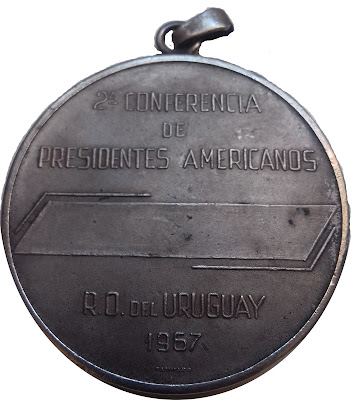 2ª CONFERENCIA
DE
PRESIDENTES AMERICANOS
R.O. DEL URUGUAY
1967